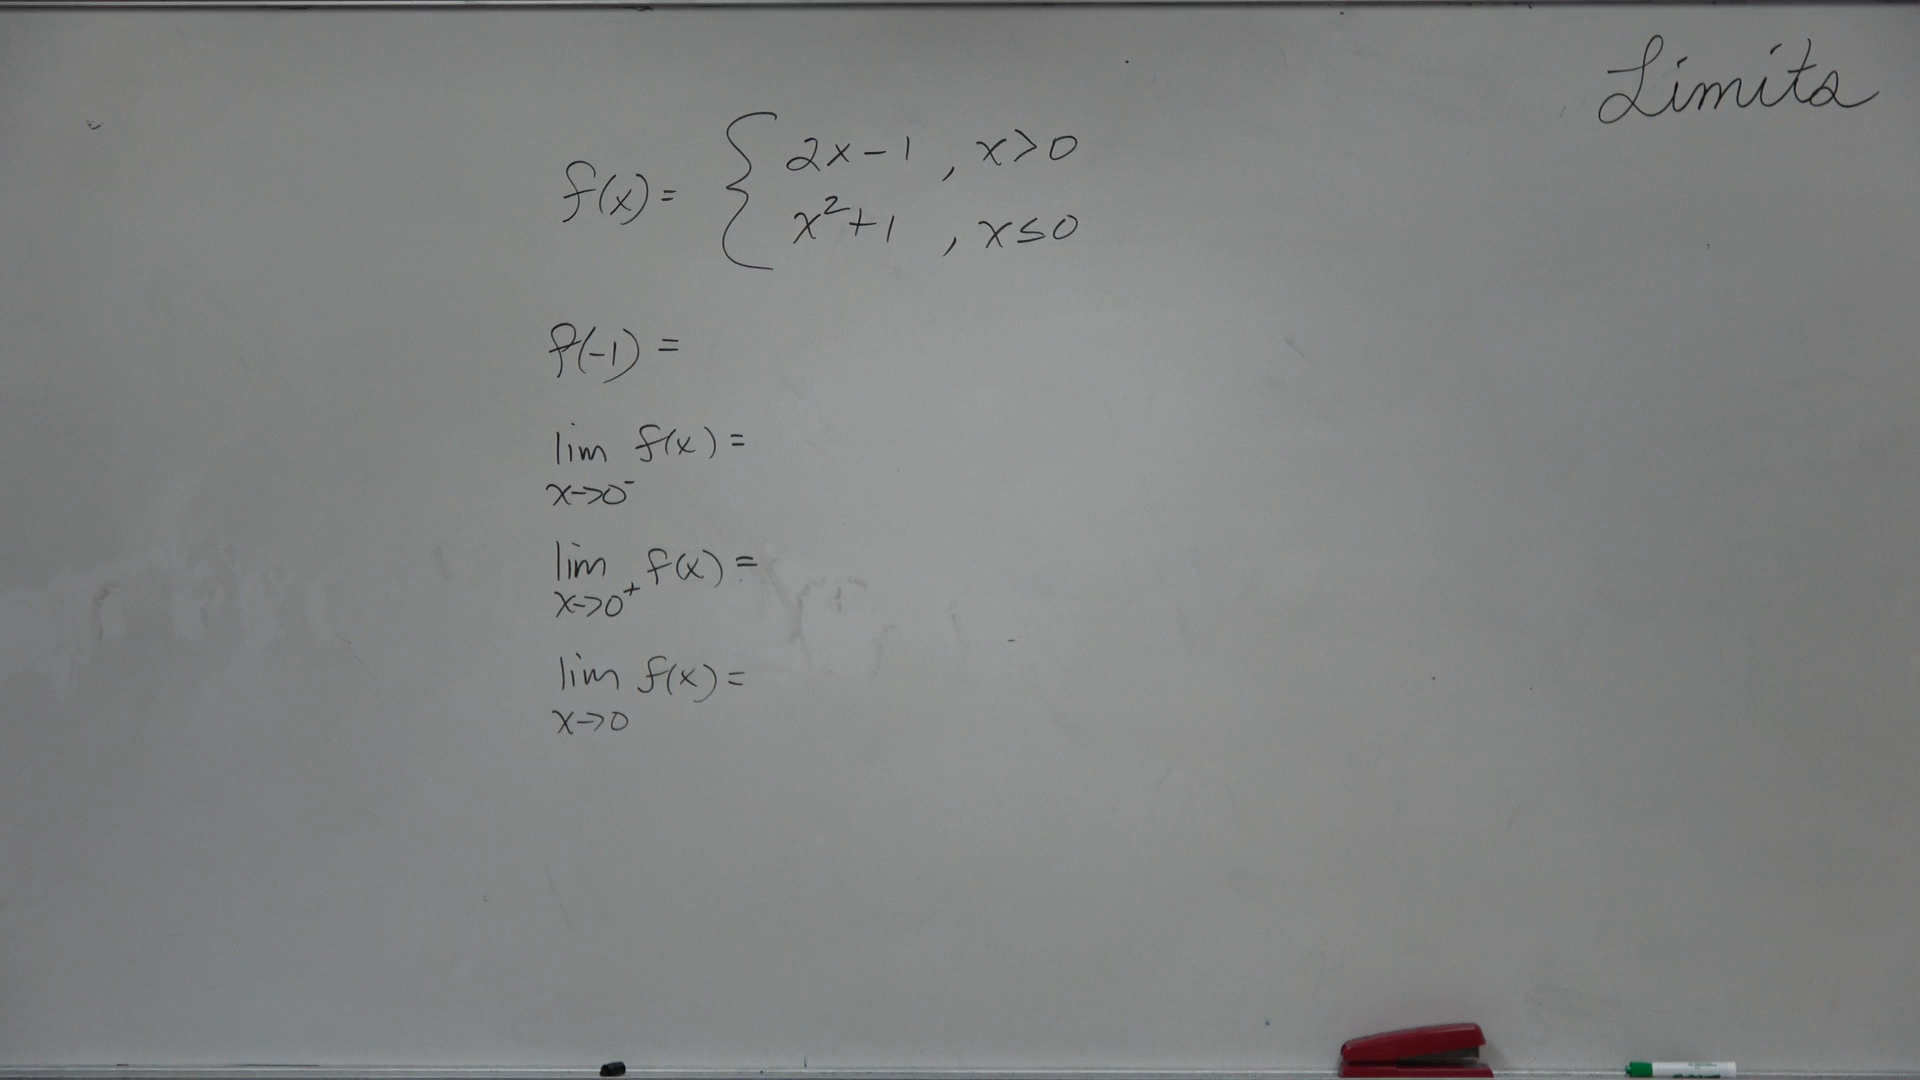 Limits
f(x) = { 2x-1, x>0
x²+1, x≤0
f(-1) =
lim f(x) =
x→0⁻
lim f(x) =
x→0⁺
lim f(x) =
x→0